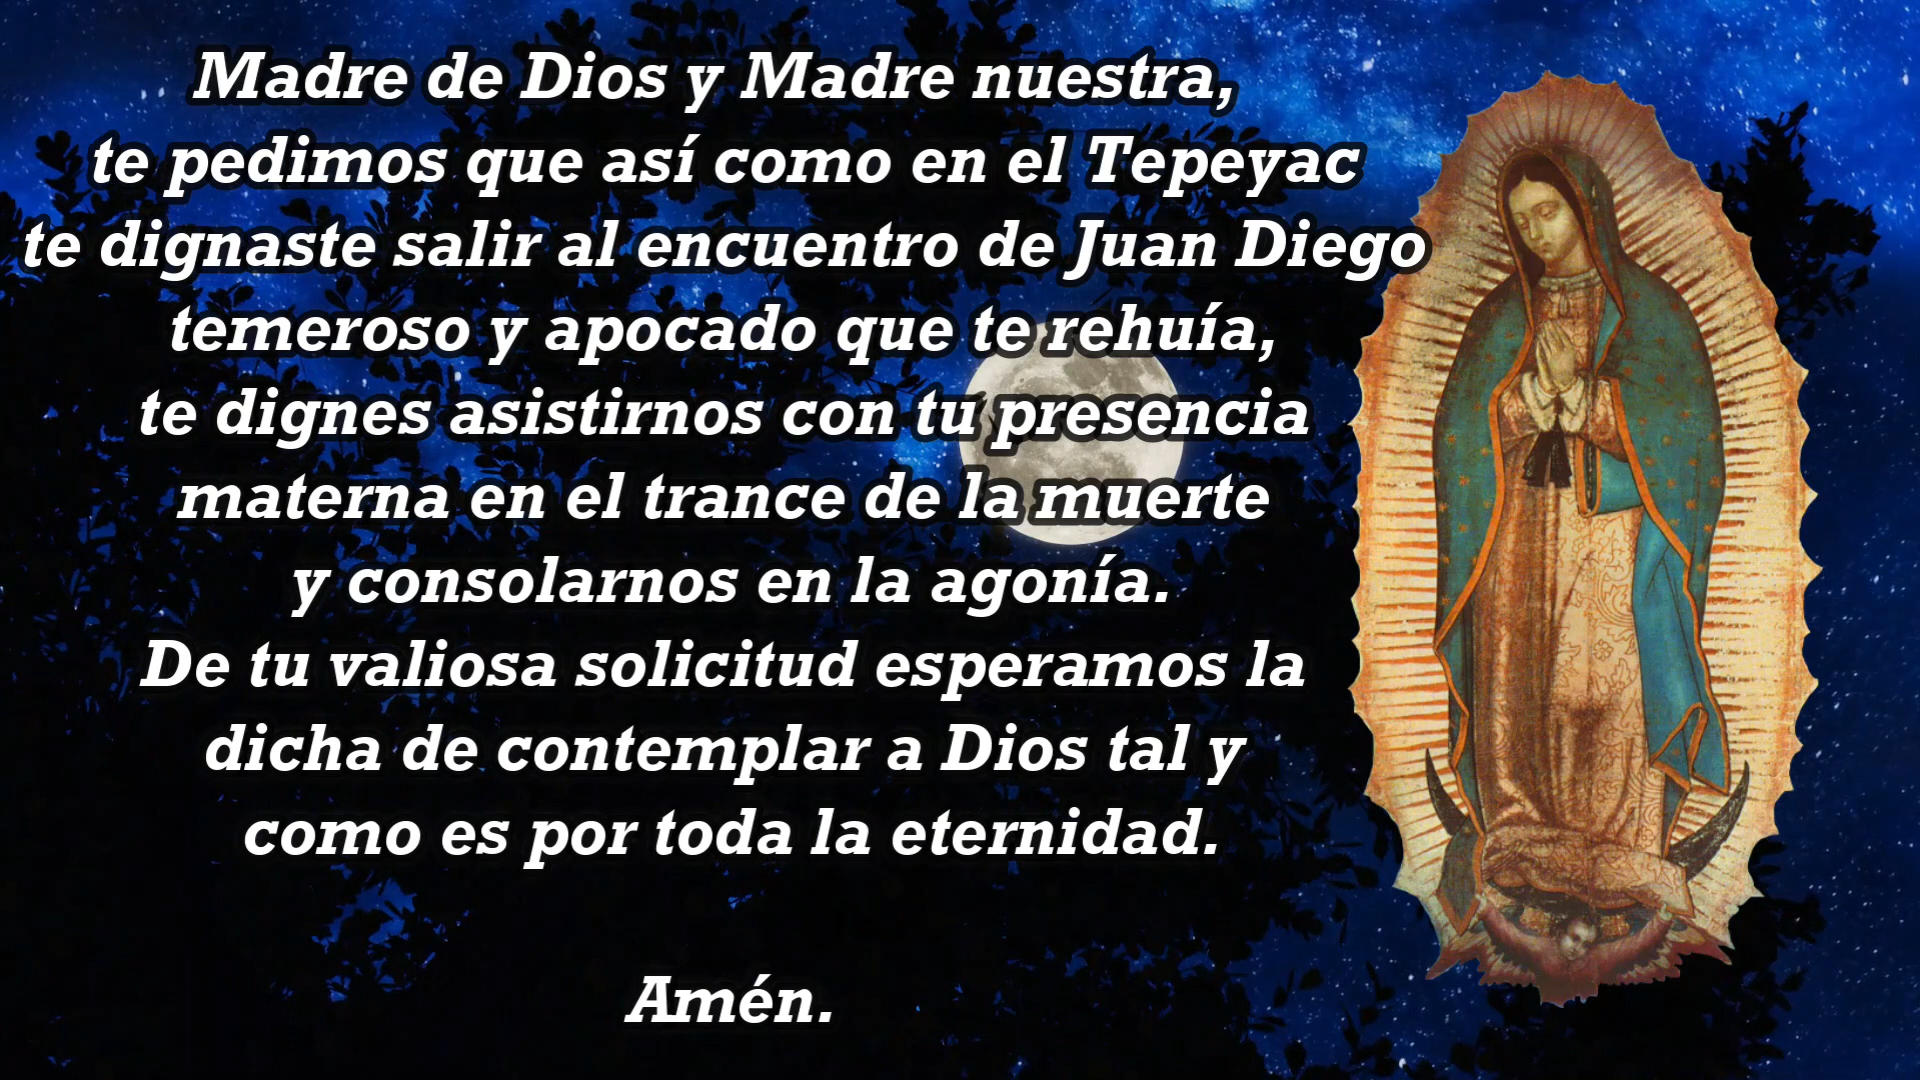 Madre de Dios y Madre nuestra,
te pedimos que así como en el Tepeyac
te dignaste salir al encuentro de Juan Diego
temeroso y apocado que te rehuía,
te dignes asistirnos con tu presencia
materna en el trance de la muerte
y consolarnos en la agonía.
De tu valiosa solicitud esperamos la
dicha de contemplar a Dios tal y
como es por toda la eternidad.
Amén.